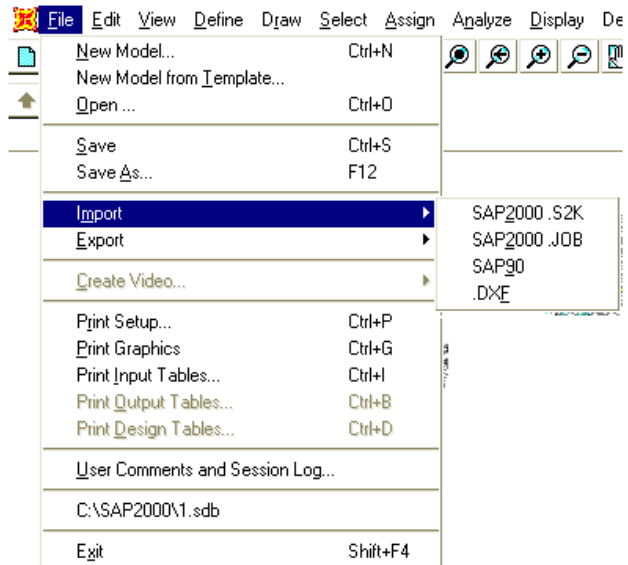 File Edit View Define Draw Select Assign Analyze Display De
New Model... Ctrl+N
New Model from Template...
Open ... Ctrl+O
Save Ctrl+S
Save As... F12
Import
SAP2000 .S2K
Export
SAP2000 .JOB
SAP90
Create Video...
.DXF
Print Setup... Ctrl+P
Print Graphics Ctrl+G
Print Input Tables... Ctrl+I
Print Output Tables... Ctrl+B
Print Design Tables... Ctrl+D
User Comments and Session Log...
C:\SAP2000\1.sdb
Exit Shift+F4